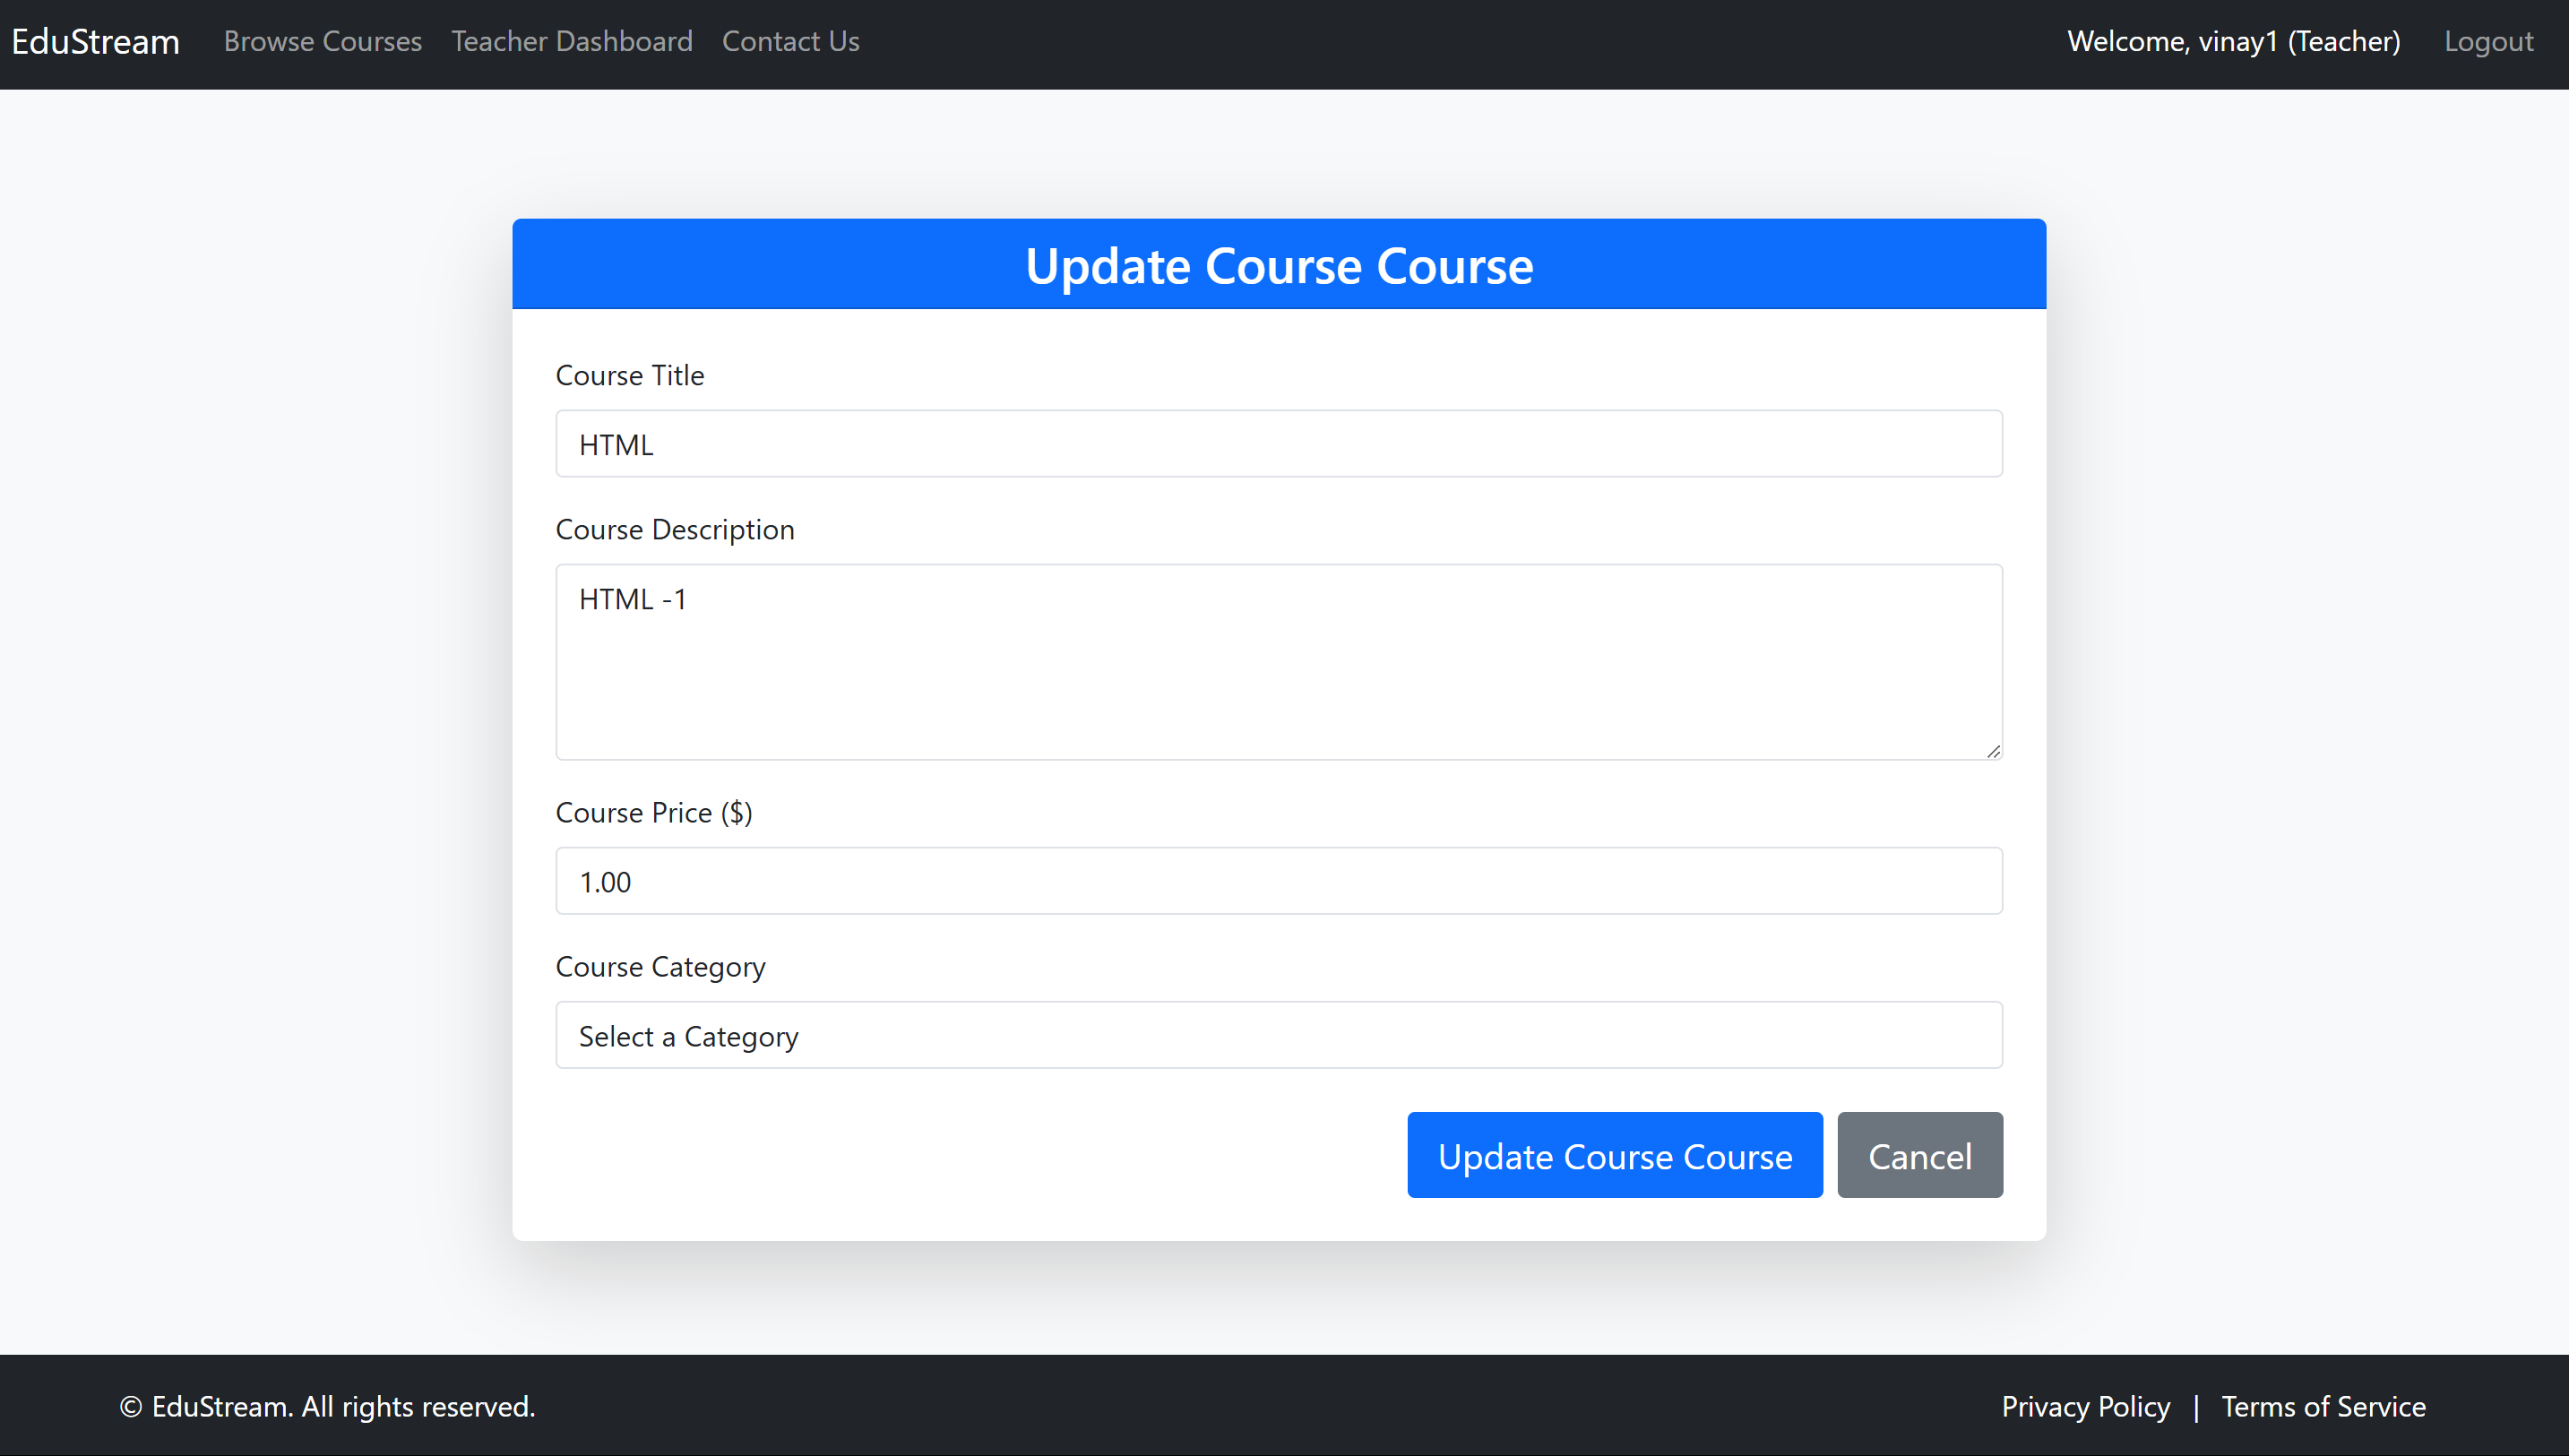 EduStream Browse Courses Teacher Dashboard Contact Us Welcome, vinay1 (Teacher) Logout
Update Course Course
Course Title
HTML
Course Description
HTML -1
Course Price ($)
1.00
Course Category
Select a Category
Update Course Course Cancel
© EduStream. All rights reserved. Privacy Policy | Terms of Service